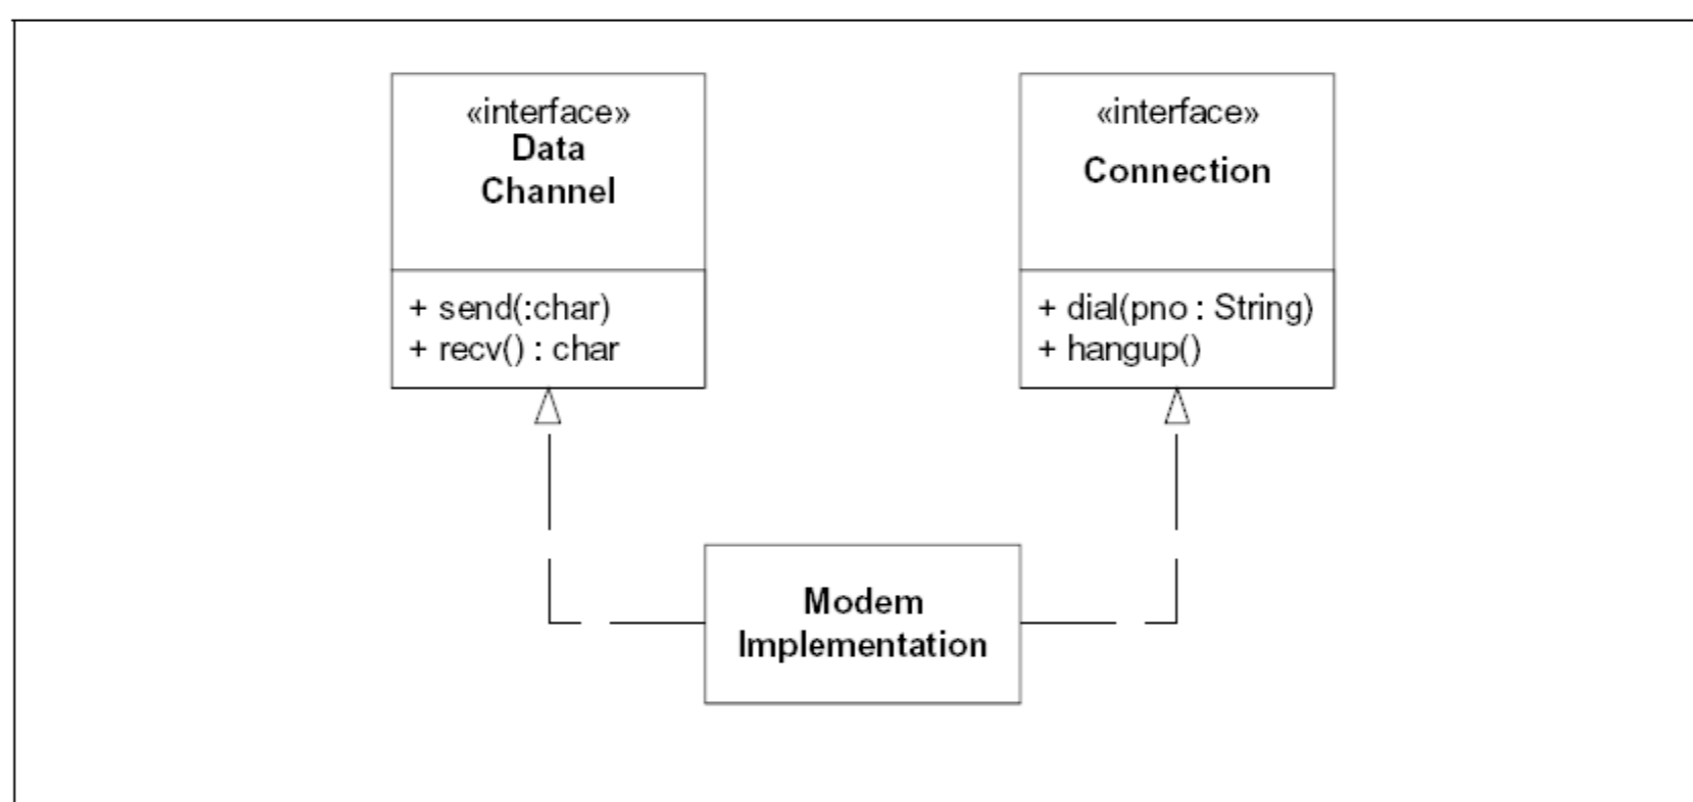 «interface»
Data
Channel
+ send(:char)
+ recv() : char
«interface»
Connection
+ dial(pno : String)
+ hangup()
Modem
Implementation